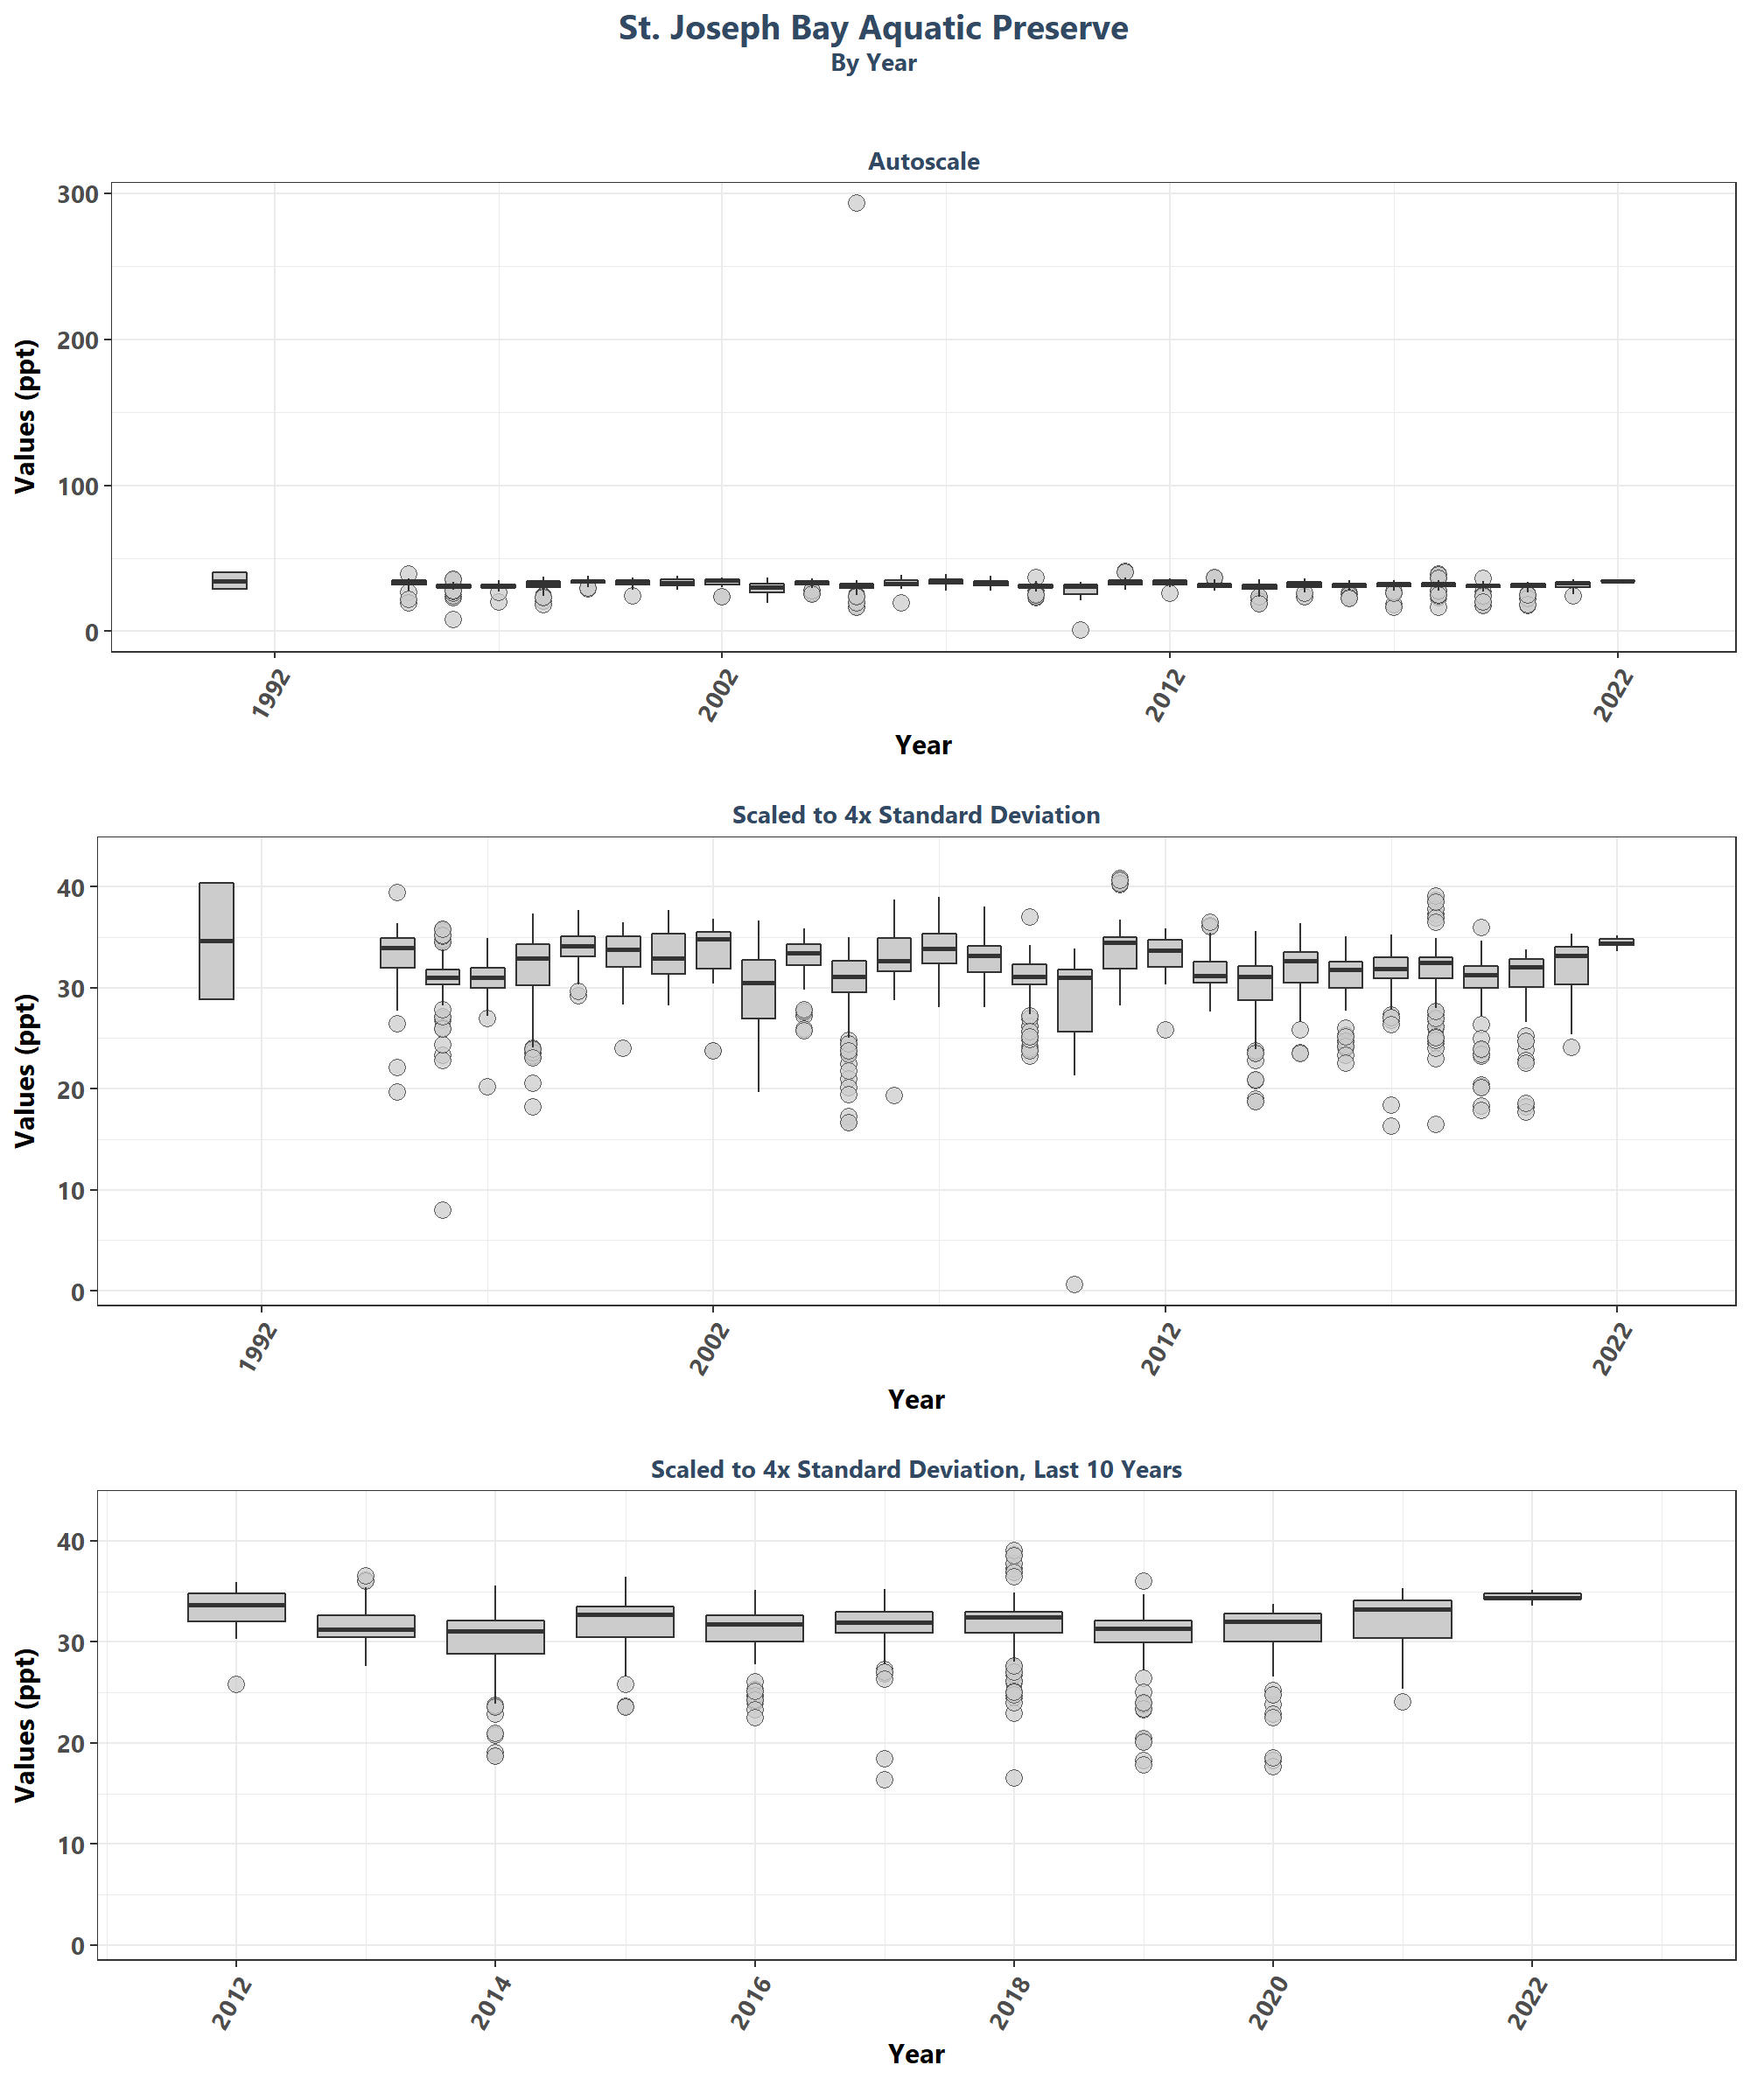 St. Joseph Bay Aquatic Preserve
By Year
Autoscale
Values (ppt)
300
200
100
0
1992
2002
2012
2022
Year
Scaled to 4x Standard Deviation
Values (ppt)
40
30
20
10
0
1992
2002
2012
2022
Year
Scaled to 4x Standard Deviation, Last 10 Years
Values (ppt)
40
30
20
10
0
2012
2014
2016
2018
2020
2022
Year